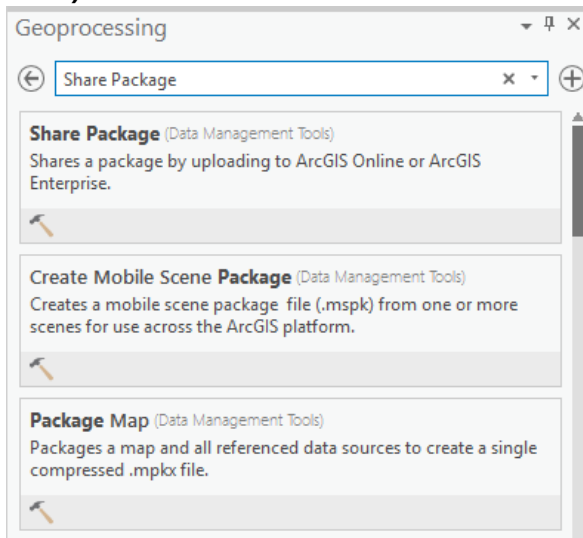 Geoprocessing
Share Package
Share Package (Data Management Tools)
Shares a package by uploading to ArcGIS Online or ArcGIS
Enterprise.
Create Mobile Scene Package (Data Management Tools)
Creates a mobile scene package file (.mspk) from one or more
scenes for use across the ArcGIS platform.
Package Map (Data Management Tools)
Packages a map and all referenced data sources to create a single
compressed .mpkx file.